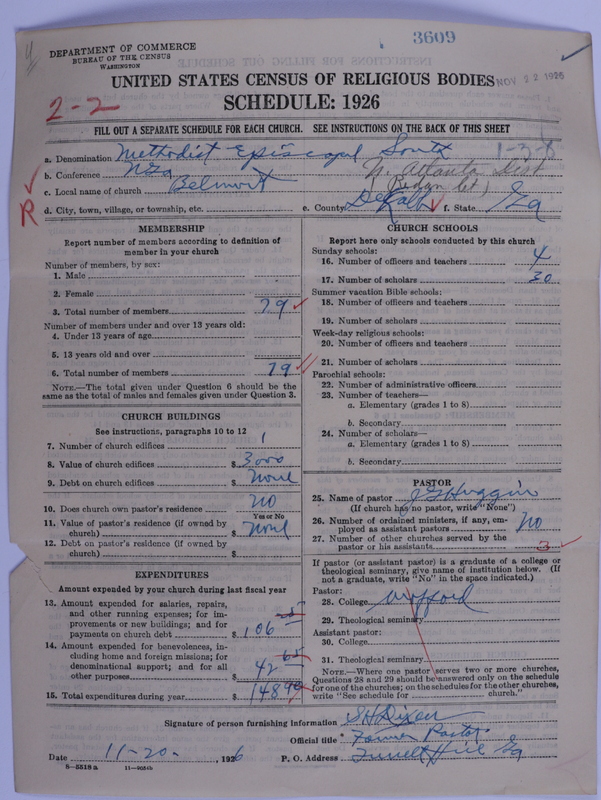 3609
DEPARTMENT OF COMMERCE
BUREAU OF THE CENSUS
WASHINGTON
UNITED STATES CENSUS OF RELIGIOUS BODIES
NOV 22 1926
2-2
SCHEDULE: 1926
FILL OUT A SEPARATE SCHEDULE FOR EACH CHURCH. SEE INSTRUCTIONS ON THE BACK OF THIS SHEET
a. Denomination Methodist Episcopal South 1-3-8
b. Conference N Ga N. Atlanta Dist
c. Local name of church Belmont
R d. City, town, village, or township, etc. e. County DeKalb f. State Ga
MEMBERSHIP
Report number of members according to definition of
member in your church
Number of members, by sex:
1. Male
2. Female
3. Total number of members 79
Number of members under and over 13 years old:
4. Under 13 years of age
5. 13 years old and over
6. Total number of members 79
NOTE.—The total given under Question 6 should be the
same as the total of males and females given under Question 3.
CHURCH BUILDINGS
See instructions, paragraphs 10 to 12
7. Number of church edifices 1
8. Value of church edifices $ 3000
9. Debt on church edifices $ None
10. Does church own pastor's residence no
Yes or No
11. Value of pastor's residence (if owned by
church) $ None
12. Debt on pastor's residence (if owned by
church) $
EXPENDITURES
Amount expended by your church during last fiscal year
13. Amount expended for salaries, repairs,
and other running expenses; for im-
provements or new buildings; and for
payments on church debt $ 106
14. Amount expended for benevolences, in-
cluding home and foreign missions; for
denominational support; and for all
other purposes $ 42
15. Total expenditures during year $ 148
CHURCH SCHOOLS
Report here only schools conducted by this church
Sunday schools:
16. Number of officers and teachers 4
17. Number of scholars 30
Summer vacation Bible schools:
18. Number of officers and teachers
19. Number of scholars
Week-day religious schools:
20. Number of officers and teachers
21. Number of scholars
Parochial schools:
22. Number of administrative officers
23. Number of teachers—
a. Elementary (grades 1 to 8)
b. Secondary
24. Number of scholars—
a. Elementary (grades 1 to 8)
b. Secondary
PASTOR
25. Name of pastor J G Huggin
(If church has no pastor, write "None")
26. Number of ordained ministers, if any, em-
ployed as assistant pastors No
27. Number of other churches served by the
pastor or his assistants 3
If pastor (or assistant pastor) is a graduate of a college or
theological seminary, give name of institution below. (If
not a graduate, write "No" in the space indicated.)
Pastor:
28. College Wofford
29. Theological seminary
Assistant pastor:
30. College
31. Theological seminary
NOTE.—Where one pastor serves two or more churches,
Questions 28 and 29 should be answered only on the schedule
for one of the churches; on the schedules for the other churches,
write "See schedule for church."
Signature of person furnishing information S H Dixon
Official title Former Pastor
Date 11-20-, 1926 P. O. Address Tunnell Hill Ga
8-5518 a